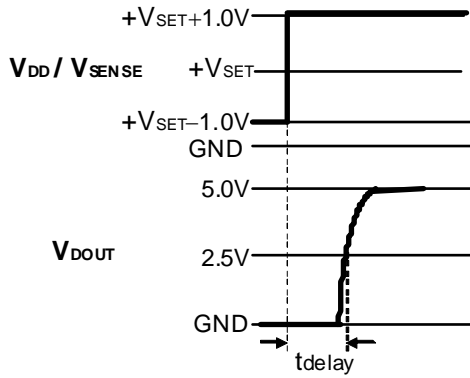 +VSET+1.0V
VDD / VSENSE
+VSET
+VSET–1.0V
GND
5.0V
VDOUT
2.5V
GND
tdelay